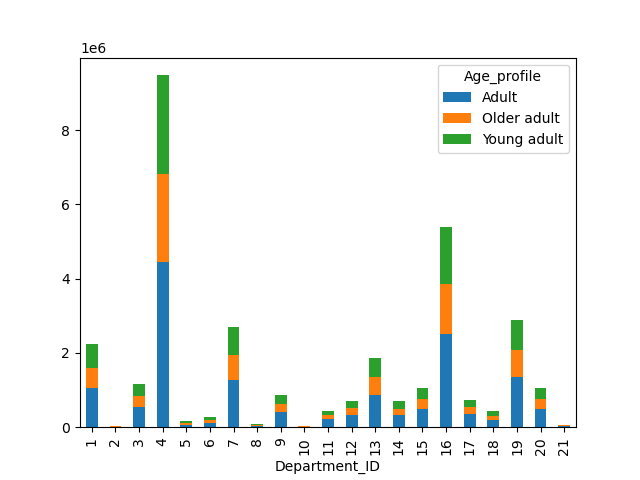 1e6
Age_profile
Adult
Older adult
Young adult
8
6
4
2
0
1 2 3 4 5 6 7 8 9 10 11 12 13 14 15 16 17 18 19 20 21
Department_ID